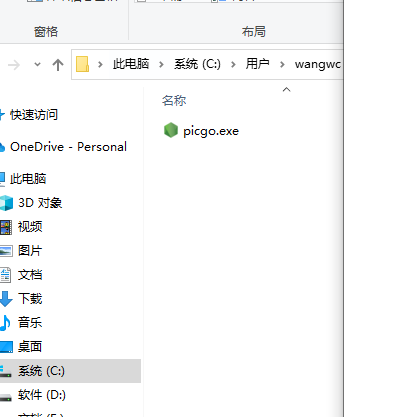 窗格 布局
此电脑 系统 (C:) 用户 wangwc
名称
picgo.exe
快速访问
OneDrive - Personal
此电脑
3D 对象
视频
图片
文档
下载
音乐
桌面
系统 (C:)
软件 (D:)